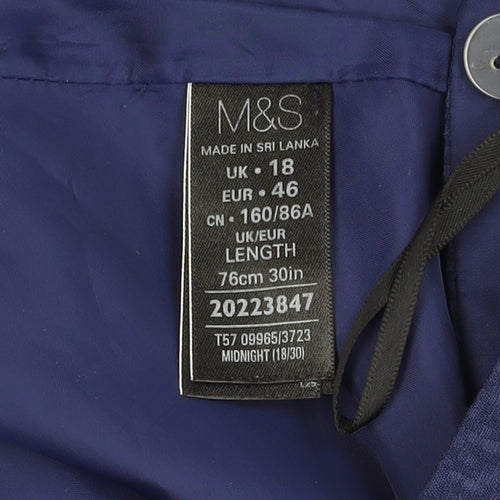 M&S
MADE IN SRI LANKA
UK • 18
EUR • 46
CN • 160/86A
UK/EUR
LENGTH
76cm 30in
20223847
T57 09965/3723
MIDNIGHT (18/30)